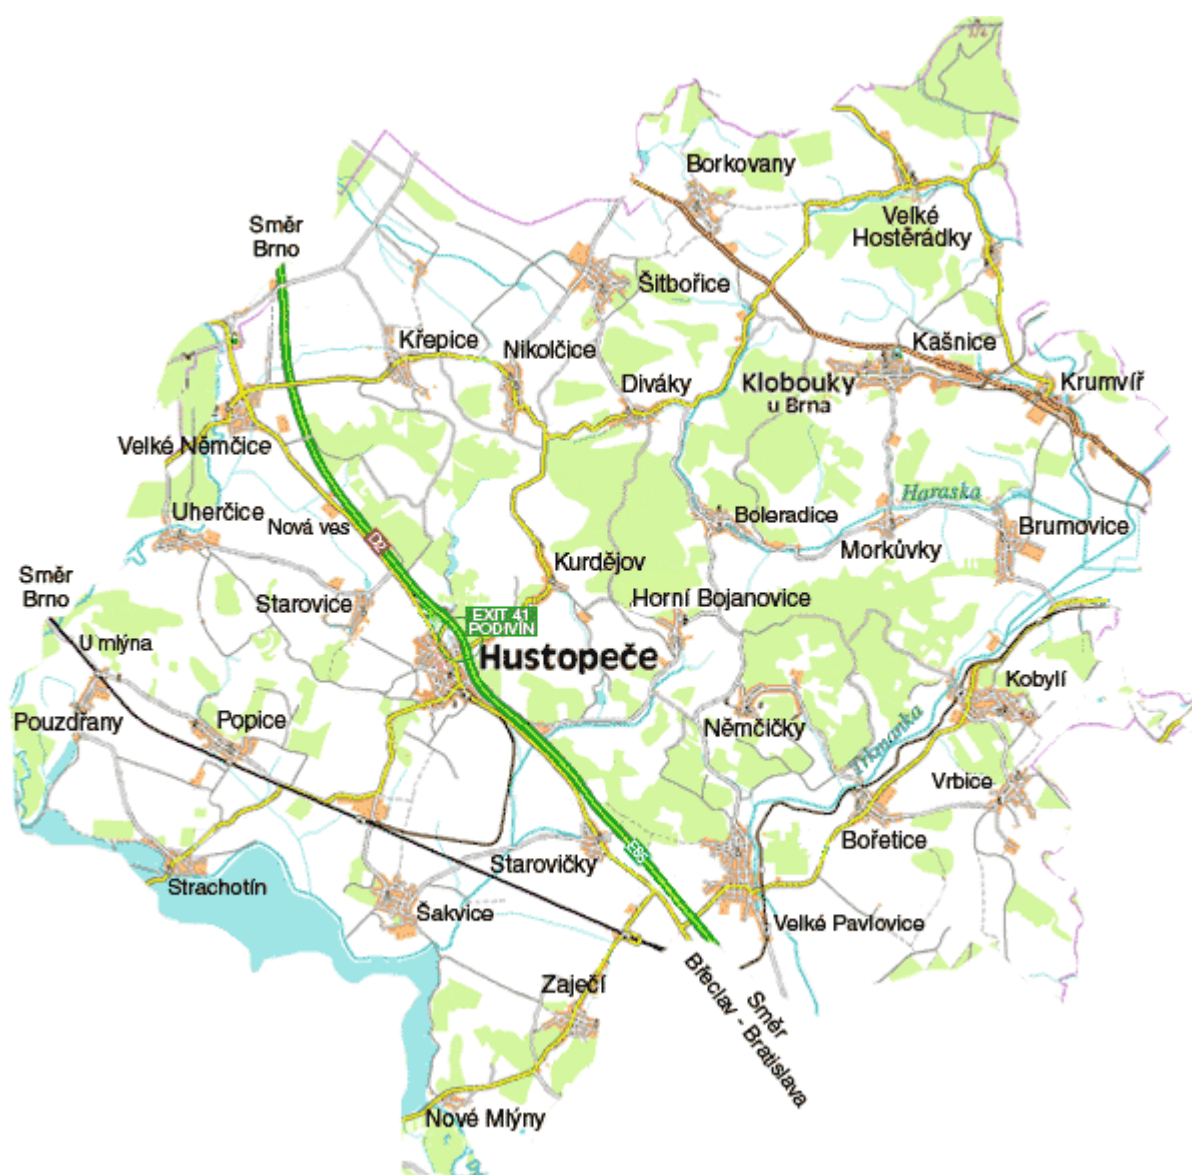 Borkovany
Velké
Hostěrádky
Směr
Brno
Šitbořice
Křepice
Nikolčice
Kašnice
Diváky
Klobouky
u Brna
Krumvíř
Velké Němčice
Haraska
Uherčice
Nová ves
Boleradice
Brumovice
D2
Morkůvky
Kurdějov
Směr
Brno
Starovice
Horní Bojanovice
EXIT 41
PODIVÍN
U mlýna
Hustopeče
Kobylí
Pouzdřany
Popice
Němčičky
Trkmanka
Vrbice
Bořetice
E65
Starovičky
Strachotín
Šakvice
Velké Pavlovice
Zaječí
Směr
Břeclav - Bratislava
Nové Mlýny